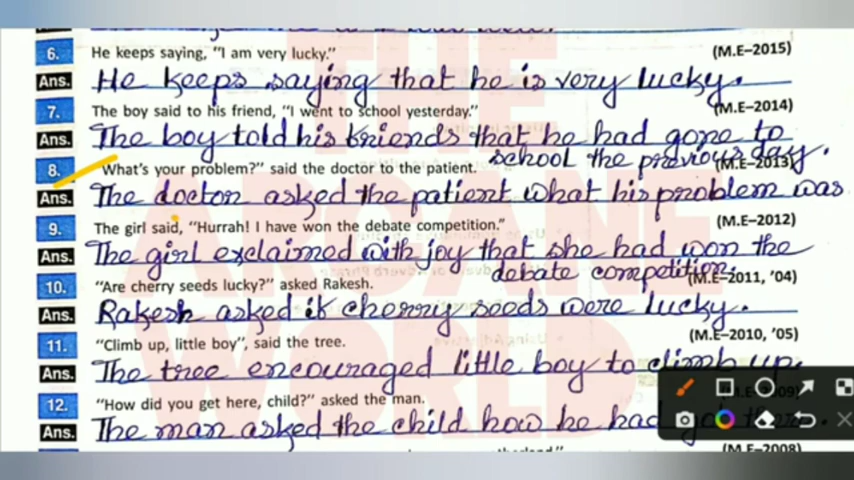 6. He keeps saying, "I am very lucky." (M.E-2015)
Ans. He keeps saying that he is very lucky.
7. The boy said to his friend, "I went to school yesterday." (M.E-2014)
Ans. The boy told his friends that he had gone to
school the previous day.
8. What's your problem?" said the doctor to the patient. (M.E-2013)
Ans. The doctor asked the patient what his problem was
9. The girl said, "Hurrah! I have won the debate competition." (M.E-2012)
Ans. The girl exclaimed with joy that she had won the
debate competition.
10. "Are cherry seeds lucky?" asked Rakesh. (M.E-2011, '04)
Ans. Rakesh asked if cherry seeds were lucky.
11. "Climb up, little boy", said the tree. (M.E-2010, '05)
Ans. The tree encouraged little boy to climb up.
12. "How did you get here, child?" asked the man.
Ans. The man asked the child how he had
(M.E-2008)
THE
ARCANE
WORLD